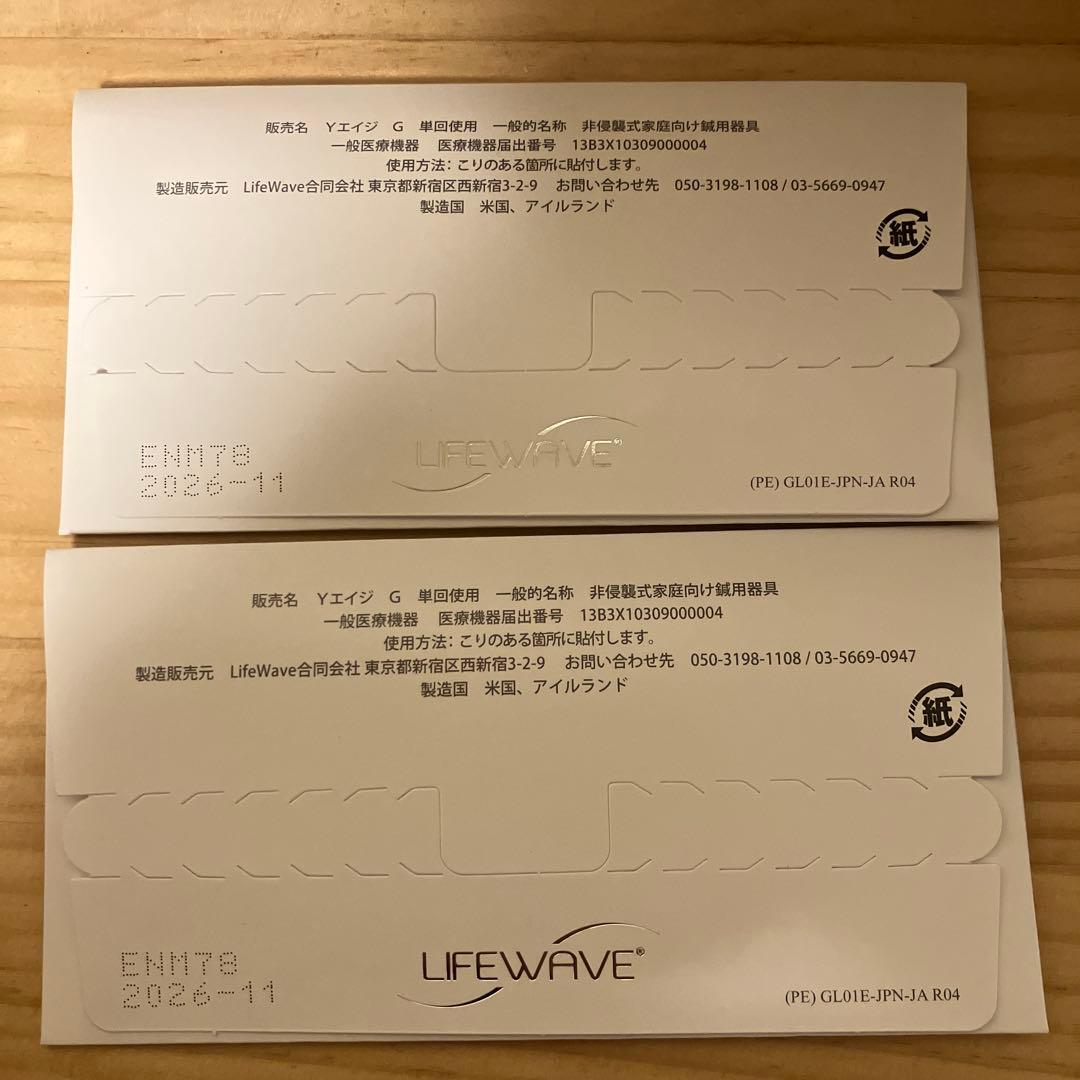 販売名 Yエイジ G 単回使用 一般的名称 非侵襲式家庭向け鍼用器具
一般医療機器 医療機器届出番号 13B3X10309000004
使用方法：こりのある箇所に貼付します。
製造販売元 LifeWave合同会社 東京都新宿区西新宿3-2-9 お問い合わせ先 050-3198-1108 / 03-5669-0947
製造国 米国、アイルランド
紙
LIFEWAVE®
ENM78
2026-11
(PE) GL01E-JPN-JA R04
販売名 Yエイジ G 単回使用 一般的名称 非侵襲式家庭向け鍼用器具
一般医療機器 医療機器届出番号 13B3X10309000004
使用方法：こりのある箇所に貼付します。
製造販売元 LifeWave合同会社 東京都新宿区西新宿3-2-9 お問い合わせ先 050-3198-1108 / 03-5669-0947
製造国 米国、アイルランド
紙
LIFEWAVE®
ENM78
2026-11
(PE) GL01E-JPN-JA R04